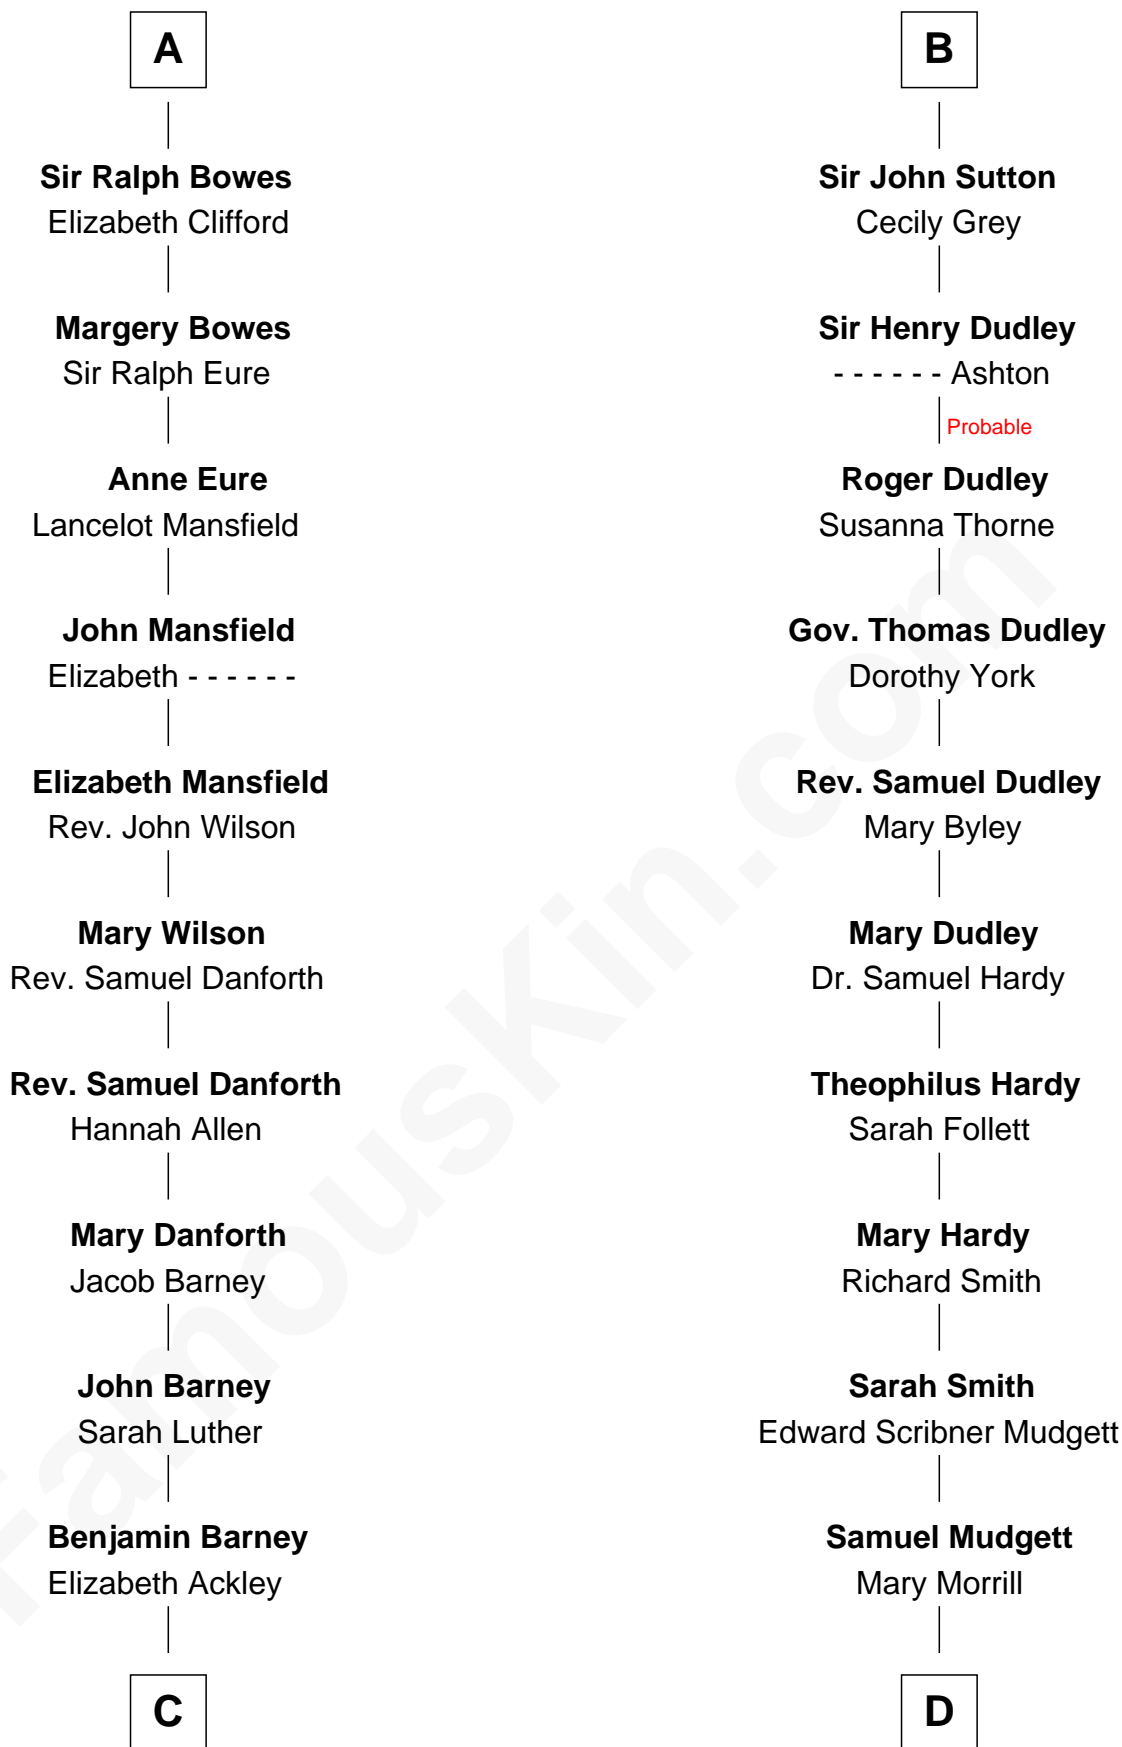 A
Sir Ralph Bowes
Elizabeth Clifford
Margery Bowes
Sir Ralph Eure
Anne Eure
Lancelot Mansfield
John Mansfield
Elizabeth - - - - - -
Elizabeth Mansfield
Rev. John Wilson
Mary Wilson
Rev. Samuel Danforth
Rev. Samuel Danforth
Hannah Allen
Mary Danforth
Jacob Barney
John Barney
Sarah Luther
Benjamin Barney
Elizabeth Ackley
C
B
Sir John Sutton
Cecily Grey
Sir Henry Dudley
- - - - - - Ashton
Probable
Roger Dudley
Susanna Thorne
Gov. Thomas Dudley
Dorothy York
Rev. Samuel Dudley
Mary Byley
Mary Dudley
Dr. Samuel Hardy
Theophilus Hardy
Sarah Follett
Mary Hardy
Richard Smith
Sarah Smith
Edward Scribner Mudgett
Samuel Mudgett
Mary Morrill
D
FamousKin.com